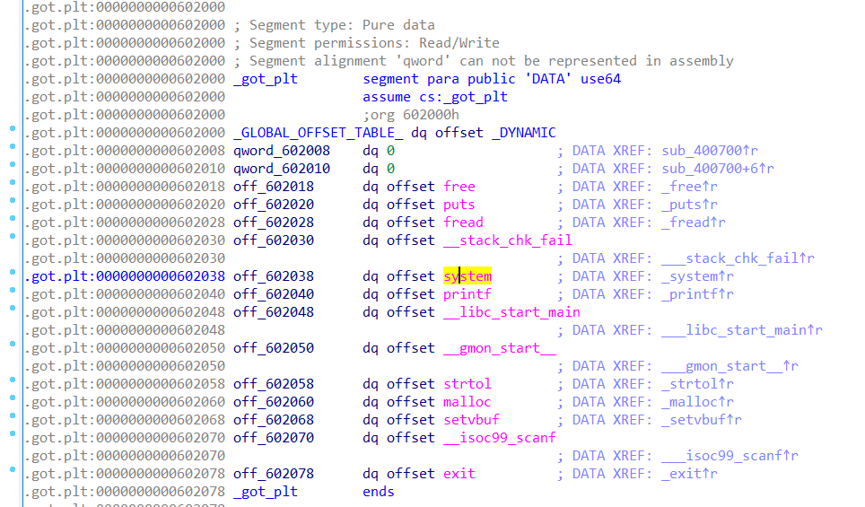 .got.plt:0000000000602000
.got.plt:0000000000602000 ; Segment type: Pure data
.got.plt:0000000000602000 ; Segment permissions: Read/Write
.got.plt:0000000000602000 ; Segment alignment 'qword' can not be represented in assembly
.got.plt:0000000000602000 _got_plt segment para public 'DATA' use64
.got.plt:0000000000602000 assume cs:_got_plt
.got.plt:0000000000602000 ;org 602000h
.got.plt:0000000000602000 _GLOBAL_OFFSET_TABLE_ dq offset _DYNAMIC
.got.plt:0000000000602008 qword_602008 dq 0 ; DATA XREF: sub_400700↑r
.got.plt:0000000000602010 qword_602010 dq 0 ; DATA XREF: sub_400700+6↑r
.got.plt:0000000000602018 off_602018 dq offset free ; DATA XREF: _free↑r
.got.plt:0000000000602020 off_602020 dq offset puts ; DATA XREF: _puts↑r
.got.plt:0000000000602028 off_602028 dq offset fread ; DATA XREF: _fread↑r
.got.plt:0000000000602030 off_602030 dq offset __stack_chk_fail
.got.plt:0000000000602030 ; DATA XREF: ___stack_chk_fail↑r
.got.plt:0000000000602038 off_602038 dq offset system ; DATA XREF: _system↑r
.got.plt:0000000000602040 off_602040 dq offset printf ; DATA XREF: _printf↑r
.got.plt:0000000000602048 off_602048 dq offset __libc_start_main
.got.plt:0000000000602048 ; DATA XREF: ___libc_start_main↑r
.got.plt:0000000000602050 off_602050 dq offset __gmon_start__
.got.plt:0000000000602050 ; DATA XREF: ___gmon_start__↑r
.got.plt:0000000000602058 off_602058 dq offset strtol ; DATA XREF: _strtol↑r
.got.plt:0000000000602060 off_602060 dq offset malloc ; DATA XREF: _malloc↑r
.got.plt:0000000000602068 off_602068 dq offset setvbuf ; DATA XREF: _setvbuf↑r
.got.plt:0000000000602070 off_602070 dq offset __isoc99_scanf
.got.plt:0000000000602070 ; DATA XREF: ___isoc99_scanf↑r
.got.plt:0000000000602078 off_602078 dq offset exit ; DATA XREF: _exit↑r
.got.plt:0000000000602078 _got_plt ends